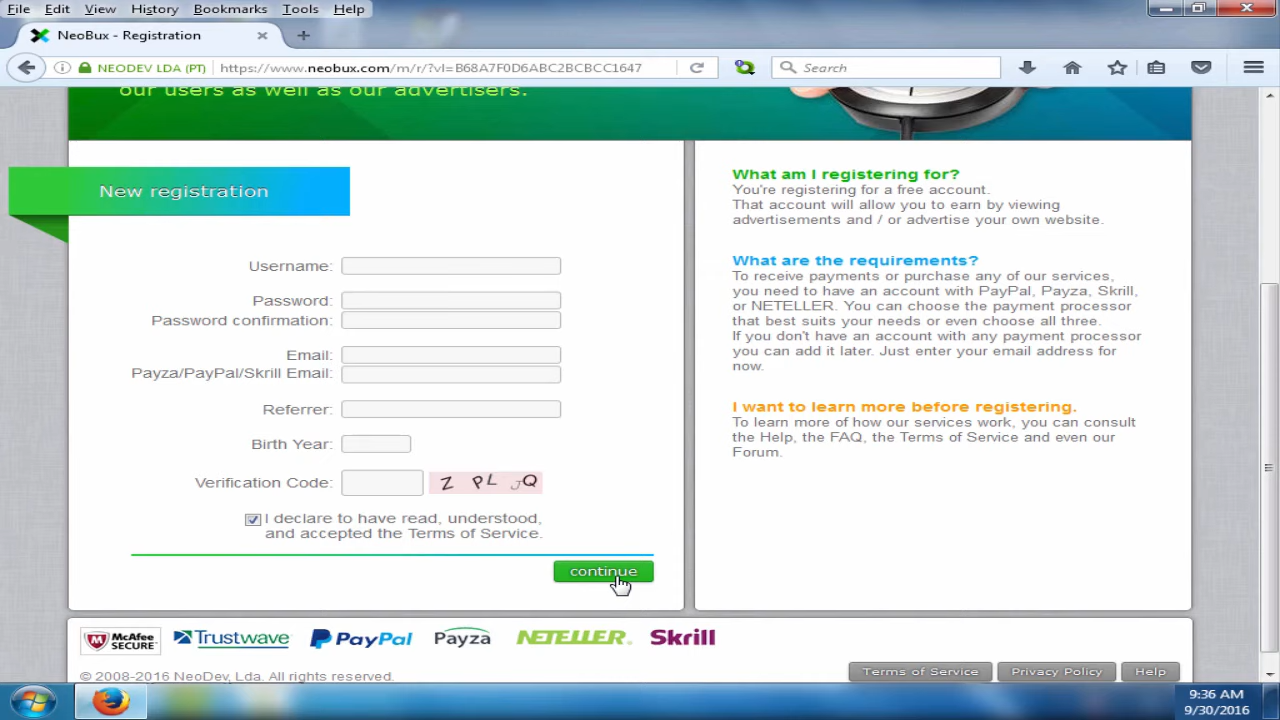 File Edit View History Bookmarks Tools Help
NeoBux - Registration
NEODEV LDA (PT) https://www.neobux.com/m/r/?vl=B68A7F0D6ABC2BCBCC1647 Search
our users as well as our advertisers.
New registration
Username:
Password:
Password confirmation:
Email:
Payza/PayPal/Skrill Email:
Referrer:
Birth Year:
Verification Code: Z PL JQ
I declare to have read, understood,
and accepted the Terms of Service.
continue
What am I registering for?
You're registering for a free account.
That account will allow you to earn by viewing
advertisements and / or advertise your own website.
What are the requirements?
To receive payments or purchase any of our services,
you need to have an account with PayPal, Payza, Skrill,
or NETELLER. You can choose the payment processor
that best suits your needs or even choose all three.
If you don't have an account with any payment processor
you can add it later. Just enter your email address for
now.
I want to learn more before registering.
To learn more of how our services work, you can consult
the Help, the FAQ, the Terms of Service and even our
Forum.
McAfee SECURE Trustwave PayPal Payza NETELLER Skrill
© 2008-2016 NeoDev, Lda. All rights reserved.
Terms of Service Privacy Policy Help
9:36 AM
9/30/2016